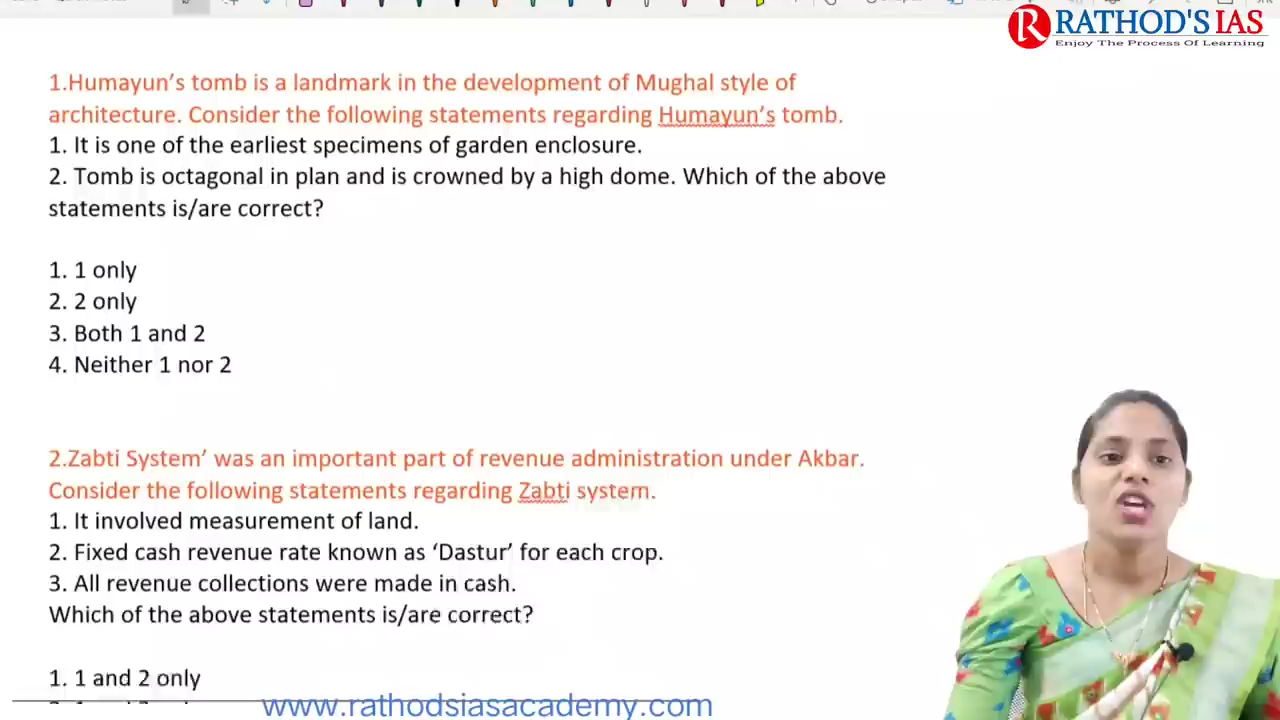 RATHOD'S IAS
Enjoy The Process Of Learning
1.Humayun's tomb is a landmark in the development of Mughal style of
architecture. Consider the following statements regarding Humayun's tomb.
1. It is one of the earliest specimens of garden enclosure.
2. Tomb is octagonal in plan and is crowned by a high dome. Which of the above
statements is/are correct?
1. 1 only
2. 2 only
3. Both 1 and 2
4. Neither 1 nor 2
2.Zabti System' was an important part of revenue administration under Akbar.
Consider the following statements regarding Zabti system.
1. It involved measurement of land.
2. Fixed cash revenue rate known as ‘Dastur’ for each crop.
3. All revenue collections were made in cash.
Which of the above statements is/are correct?
1. 1 and 2 only
www.rathodsiasacademy.com